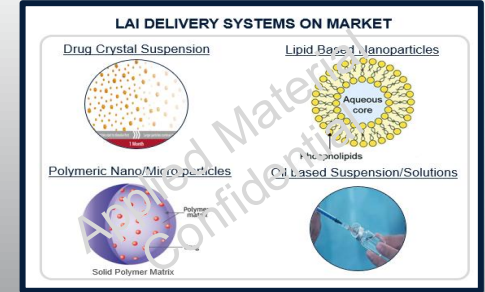 LAI DELIVERY SYSTEMS ON MARKET
Drug Crystal Suspension
Lipid Based Nanoparticles
Aqueous
core
1 Month
Phospholipids
Polymeric Nano/Microparticles
Oil Based Suspension/Solutions
Polymer
matrix
Solid Polymer Matrix
Applied Material
Confidential